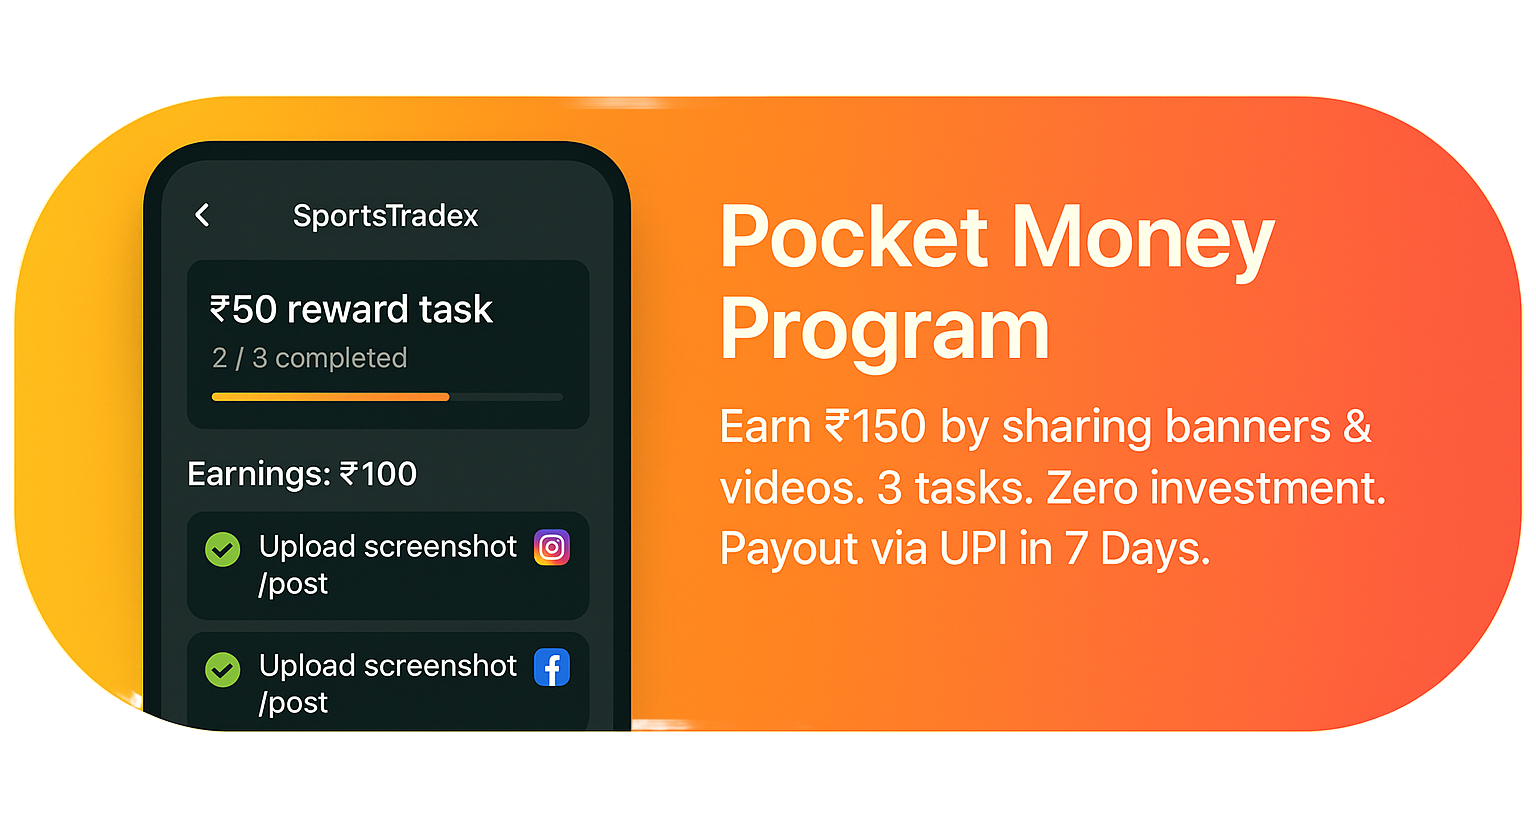 SportsTradex
₹50 reward task
2 / 3 completed
Earnings: ₹100
Upload screenshot
/post
Upload screenshot
/post
Pocket Money
Program
Earn ₹150 by sharing banners &
videos. 3 tasks. Zero investment.
Payout via UPI in 7 Days.